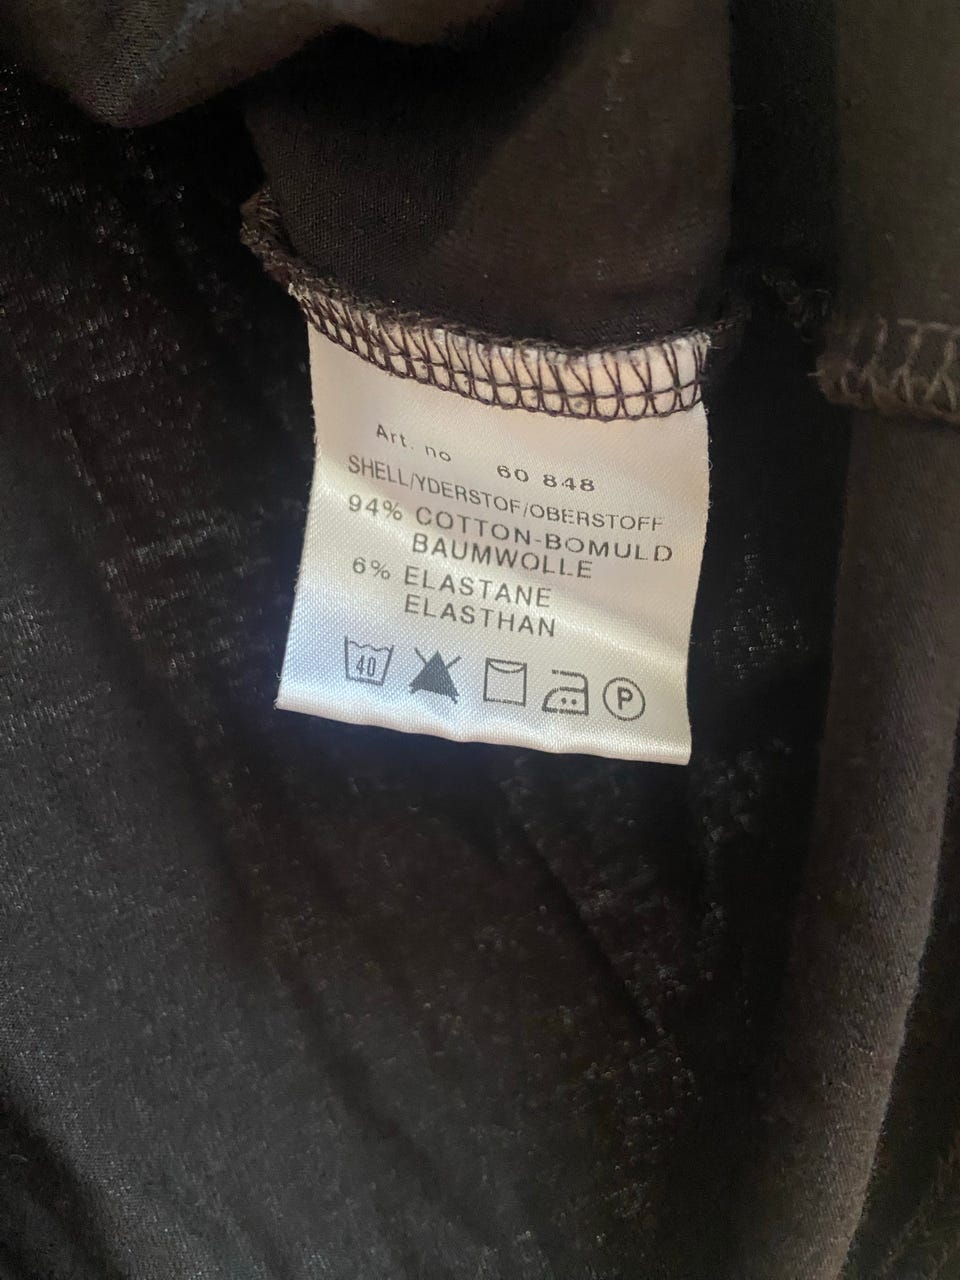 Art. no 60 848
SHELL/YDERSTOF/OBERSTOFF
94% COTTON-BOMULD
BAUMWOLLE
6% ELASTANE
ELASTHAN
40 P